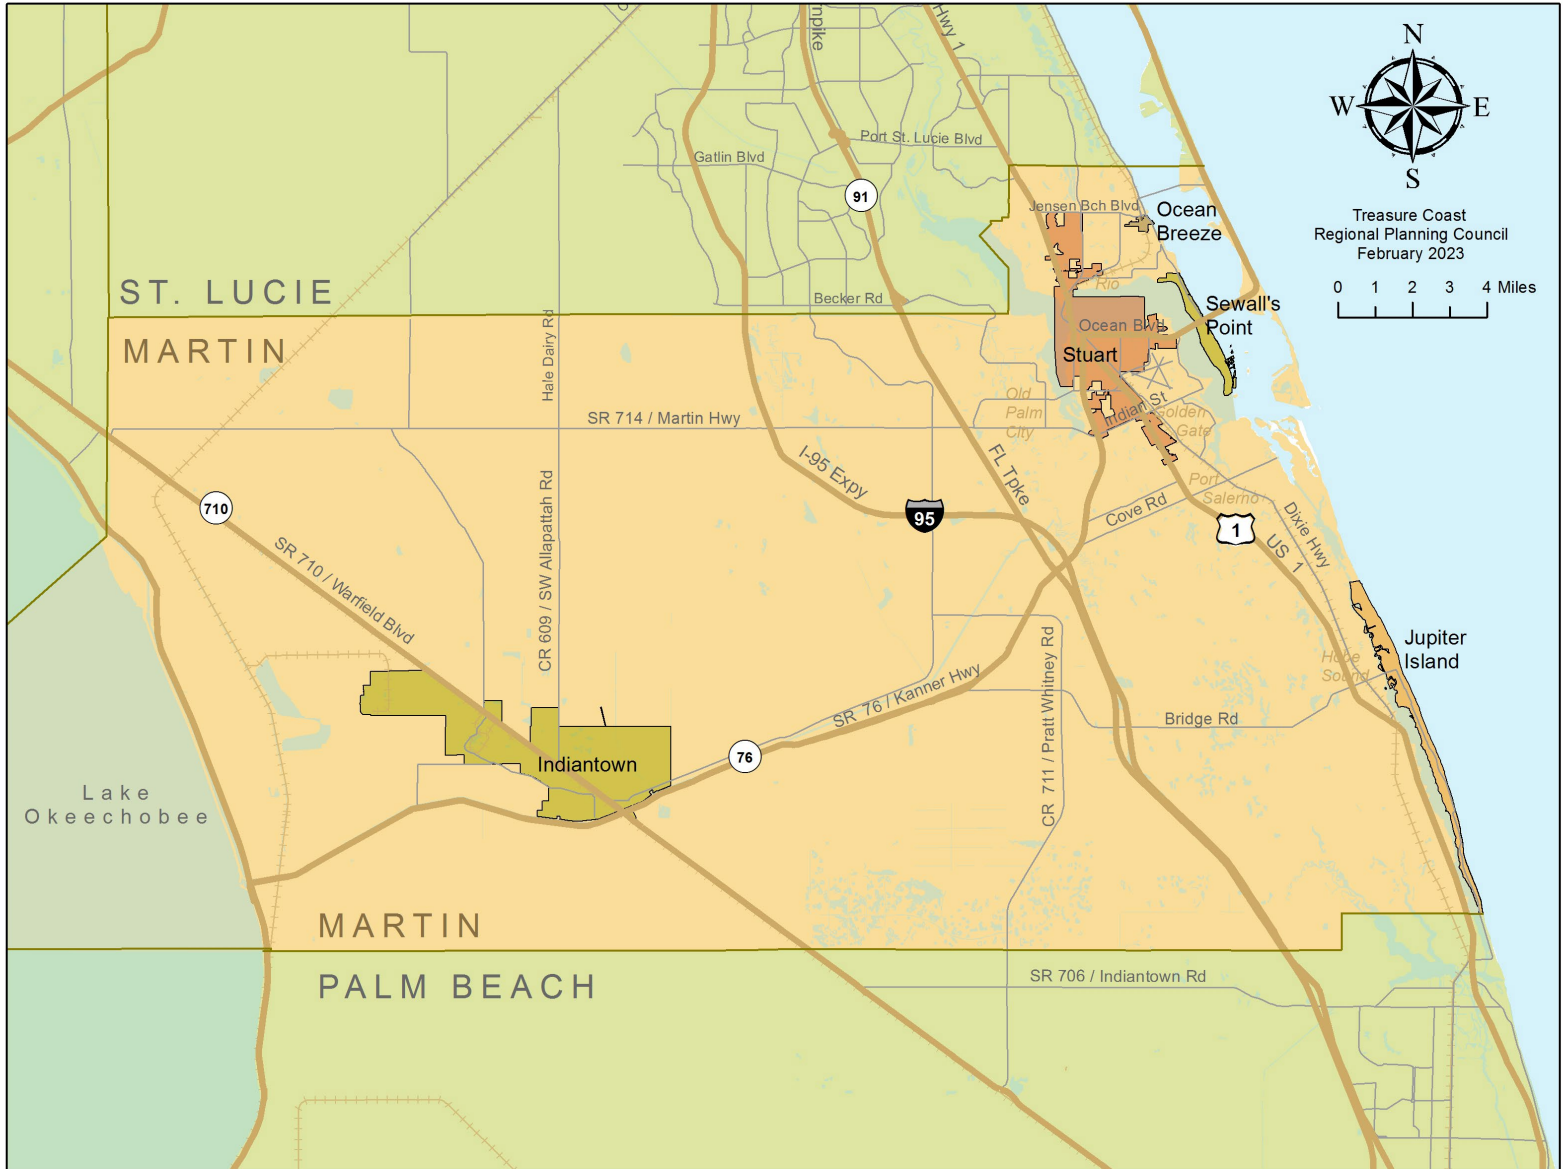 Hwy 1
npike
N
W
E
S
Port St. Lucie Blvd
Gatlin Blvd
91
Jensen Bch Blvd
Ocean
Breeze
Treasure Coast
Regional Planning Council
February 2023
0 1 2 3 4 Miles
ST. LUCIE
MARTIN
Becker Rd
Rio
Sewall's
Point
Ocean Blvd
Stuart
Hale Dairy Rd
Old
Palm
City
Indian St
Golden
Gate
SR 714 / Martin Hwy
I-95 Expy
FL Tpke
95
Port
Salerno
Cove Rd
Dixie Hwy
1
US 1
710
SR 710 / Warfield Blvd
CR 609 / SW Allapattah Rd
CR 711 / Pratt Whitney Rd
Jupiter
Island
Hobe
Sound
SR 76 / Kanner Hwy
Bridge Rd
76
Indiantown
Lake
Okeechobee
MARTIN
PALM BEACH
SR 706 / Indiantown Rd